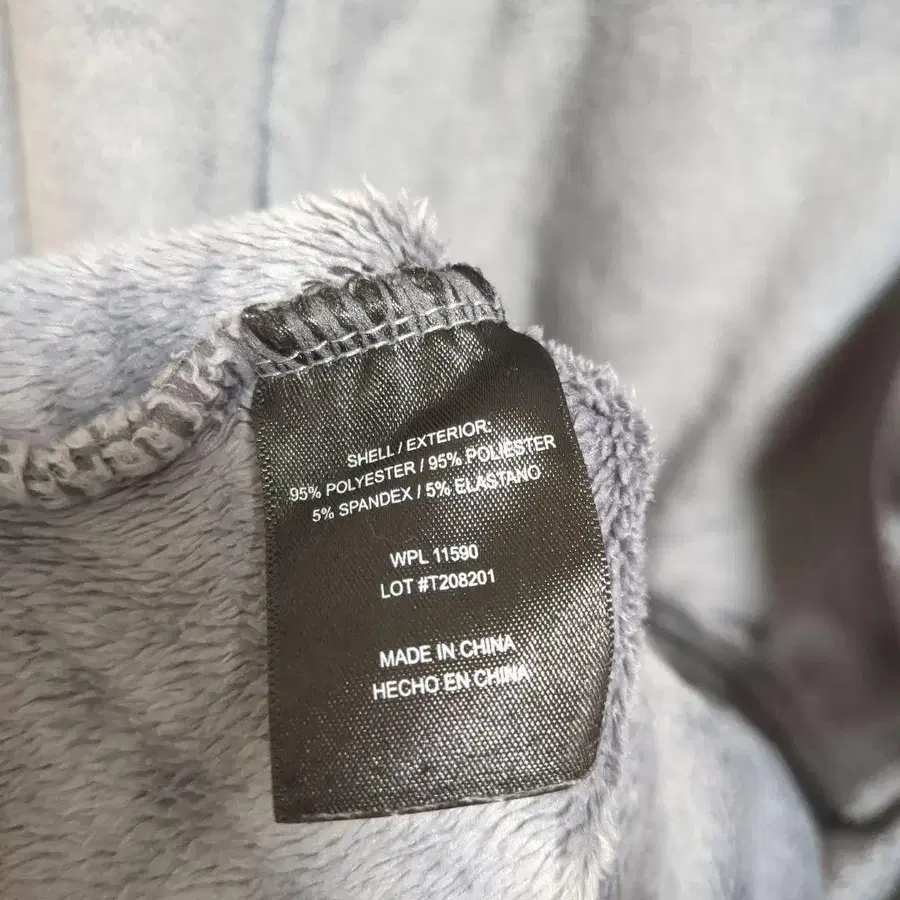 SHELL / EXTERIOR:
95% POLYESTER / 95% POLIÉSTER
5% SPANDEX / 5% ELASTANO
WPL 11590
LOT #T208201
MADE IN CHINA
HECHO EN CHINA